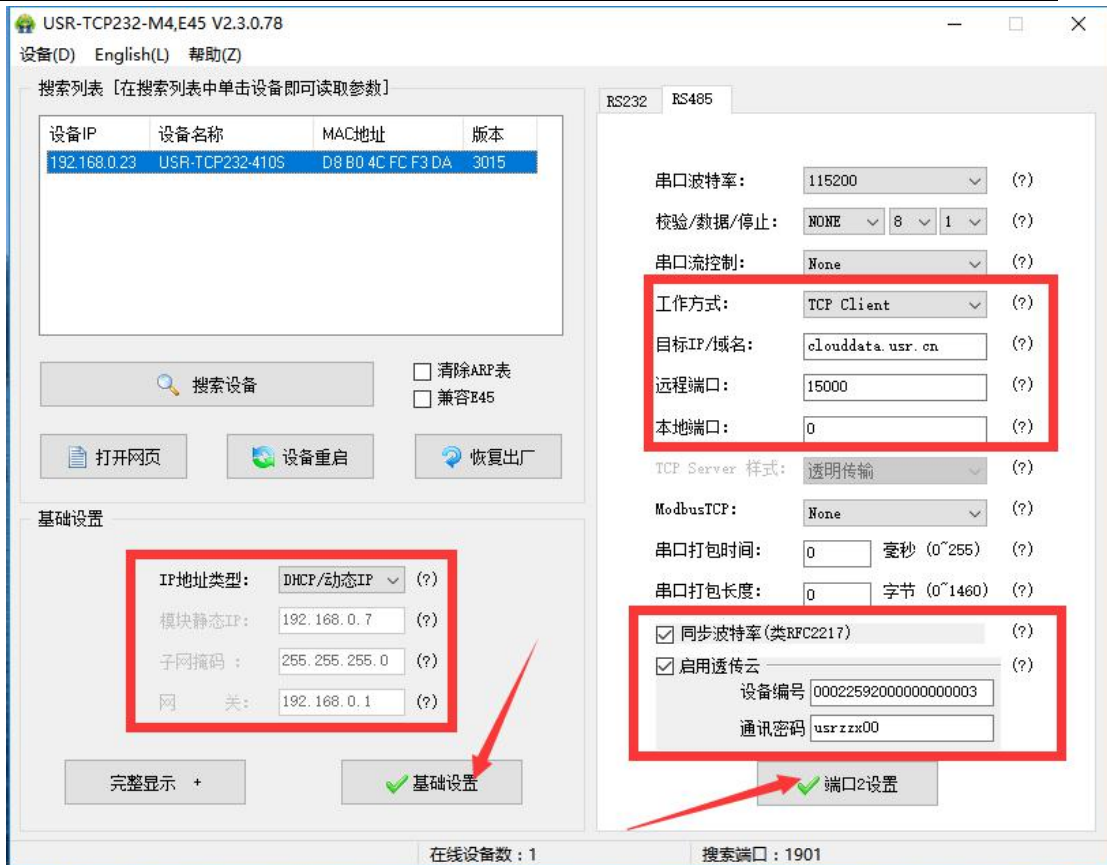 USR-TCP232-M4,E45 V2.3.0.78
设备(D) English(L) 帮助(Z)
搜索列表 [在搜索列表中单击设备即可读取参数]
设备IP 设备名称 MAC地址 版本
192.168.0.23 USR-TCP232-410S D8 B0 4C FC F3 DA 3015
搜索设备
清除ARP表
兼容E45
打开网页 设备重启 恢复出厂
基础设置
IP地址类型: DHCP/动态IP (?)
模块静态IP: 192.168.0.7 (?)
子网掩码 : 255.255.255.0 (?)
网 关: 192.168.0.1 (?)
完整显示 + 基础设置
RS232 RS485
串口波特率: 115200 (?)
校验/数据/停止: NONE 8 1 (?)
串口流控制: None (?)
工作方式: TCP Client (?)
目标IP/域名: clouddata.usr.cn (?)
远程端口: 15000 (?)
本地端口: 0 (?)
TCP Server 样式: 透明传输 (?)
ModbusTCP: None (?)
串口打包时间: 0 毫秒 (0~255) (?)
串口打包长度: 0 字节 (0~1460) (?)
同步波特率(类RFC2217) (?)
启用透传云 (?)
设备编号 00022592000000000003
通讯密码 usrzzx00
端口2设置
在线设备数:1 搜索端口:1901